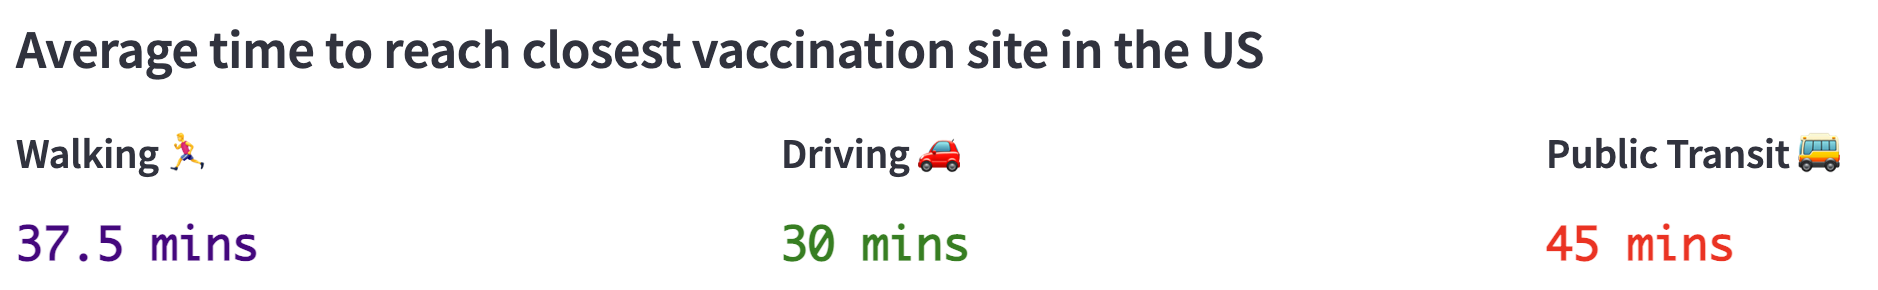 Average time to reach closest vaccination site in the US
Walking 🏃 Driving 🚗 Public Transit 🚌
37.5 mins 30 mins 45 mins